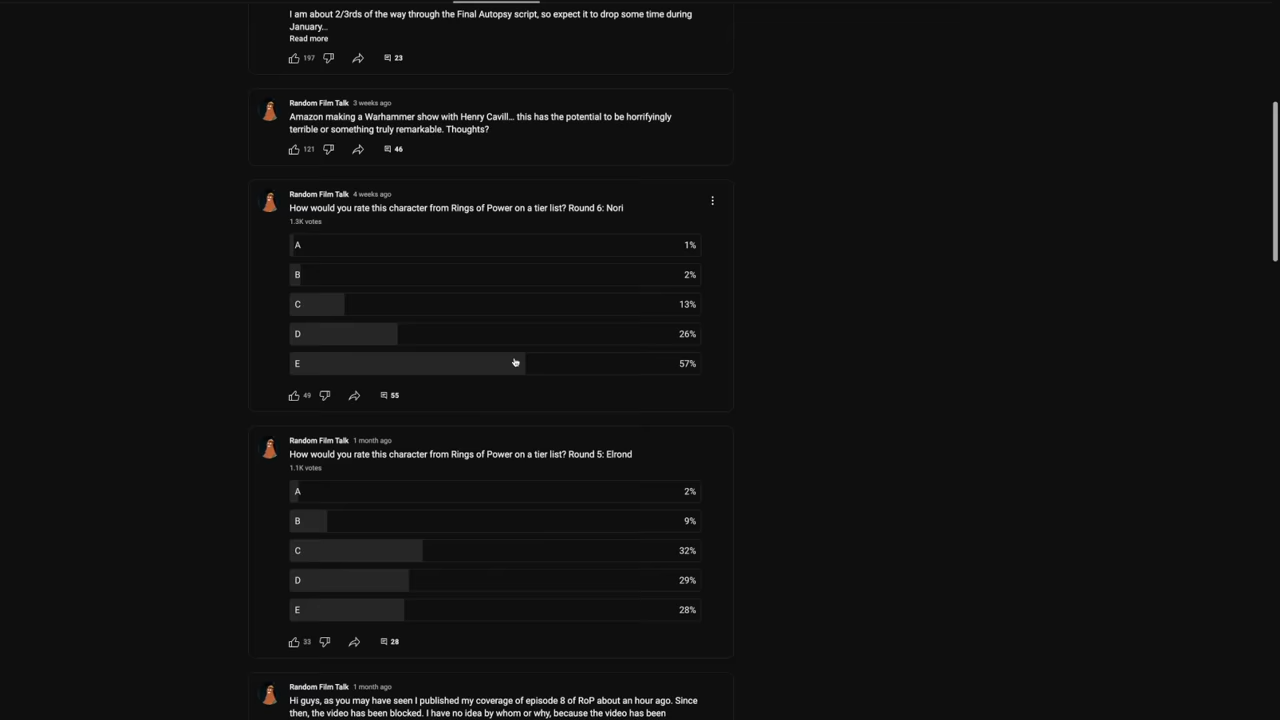 I am about 2/3rds of the way through the Final Autopsy script, so expect it to drop some time during
January...
Read more
197 23
Random Film Talk 3 weeks ago
Amazon making a Warhammer show with Henry Cavill... this has the potential to be horrifyingly
terrible or something truly remarkable. Thoughts?
121 46
Random Film Talk 4 weeks ago
How would you rate this character from Rings of Power on a tier list? Round 6: Nori
1.3K votes
A 1%
B 2%
C 13%
D 26%
E 57%
49 55
Random Film Talk 1 month ago
How would you rate this character from Rings of Power on a tier list? Round 5: Elrond
1.1K votes
A 2%
B 9%
C 32%
D 29%
E 28%
33 28
Random Film Talk 1 month ago
Hi guys, as you may have seen I published my coverage of episode 8 of RoP about an hour ago. Since
then, the video has been blocked. I have no idea by whom or why, because the video has been